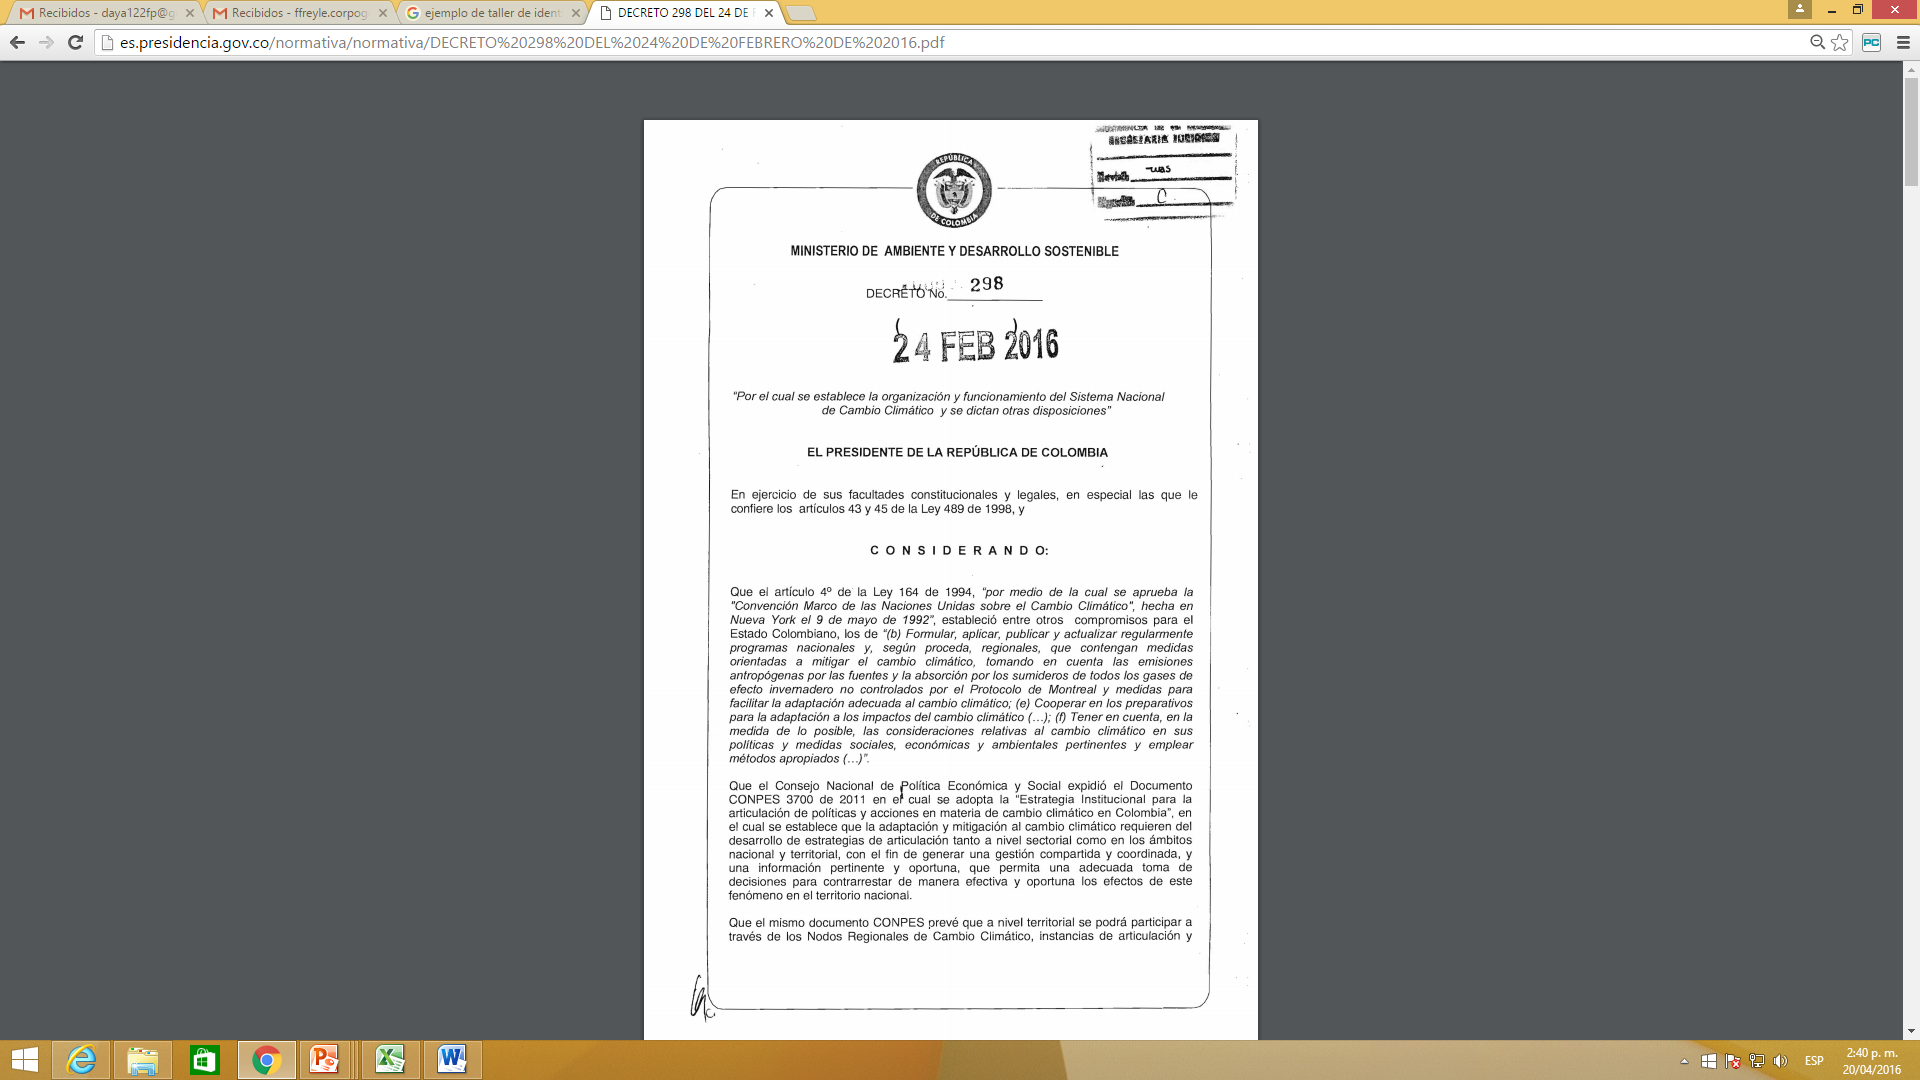 Recibidos - daya122fp@g
Recibidos - ffreyle.corpog
ejemplo de taller de ident
DECRETO 298 DEL 24 DE F
es.presidencia.gov.co/normativa/normativa/DECRETO%20298%20DEL%2024%20DE%20FEBRERO%20DE%202016.pdf
REPÚBLICA
DE COLOMBIA
MINISTERIO DE AMBIENTE Y DESARROLLO SOSTENIBLE
DECRETO No. 298
24 FEB 2016
"Por el cual se establece la organización y funcionamiento del Sistema Nacional
de Cambio Climático y se dictan otras disposiciones"
EL PRESIDENTE DE LA REPÚBLICA DE COLOMBIA
En ejercicio de sus facultades constitucionales y legales, en especial las que le
confiere los artículos 43 y 45 de la Ley 489 de 1998, y
C O N S I D E R A N D O:
Que el artículo 4º de la Ley 164 de 1994, "por medio de la cual se aprueba la
"Convención Marco de las Naciones Unidas sobre el Cambio Climático", hecha en
Nueva York el 9 de mayo de 1992", estableció entre otros compromisos para el
Estado Colombiano, los de "(b) Formular, aplicar, publicar y actualizar regularmente
programas nacionales y, según proceda, regionales, que contengan medidas
orientadas a mitigar el cambio climático, tomando en cuenta las emisiones
antropógenas por las fuentes y la absorción por los sumideros de todos los gases de
efecto invernadero no controlados por el Protocolo de Montreal y medidas para
facilitar la adaptación adecuada al cambio climático; (e) Cooperar en los preparativos
para la adaptación a los impactos del cambio climático (...); (f) Tener en cuenta, en la
medida de lo posible, las consideraciones relativas al cambio climático en sus
políticas y medidas sociales, económicas y ambientales pertinentes y emplear
métodos apropiados (...)".
Que el Consejo Nacional de Política Económica y Social expidió el Documento
CONPES 3700 de 2011 en el cual se adopta la "Estrategia Institucional para la
articulación de políticas y acciones en materia de cambio climático en Colombia", en
el cual se establece que la adaptación y mitigación al cambio climático requieren del
desarrollo de estrategias de articulación tanto a nivel sectorial como en los ámbitos
nacional y territorial, con el fin de generar una gestión compartida y coordinada, y
una información pertinente y oportuna, que permita una adecuada toma de
decisiones para contrarrestar de manera efectiva y oportuna los efectos de este
fenómeno en el territorio nacional.
Que el mismo documento CONPES prevé que a nivel territorial se podrá participar a
través de los Nodos Regionales de Cambio Climático, instancias de articulación y
ESP
2:40 p. m.
20/04/2016